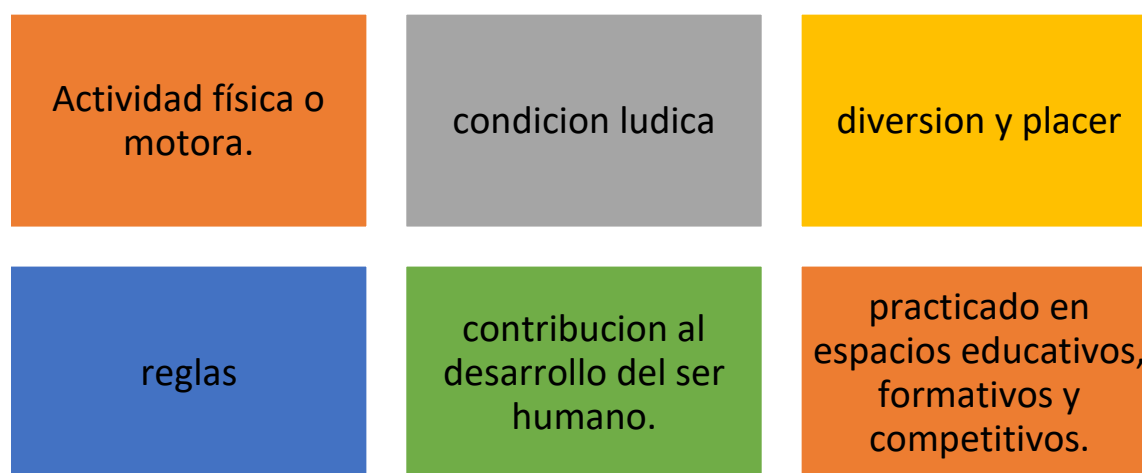 Actividad física o
motora.
condicion ludica
diversion y placer
reglas
contribucion al
desarrollo del ser
humano.
practicado en
espacios educativos,
formativos y
competitivos.